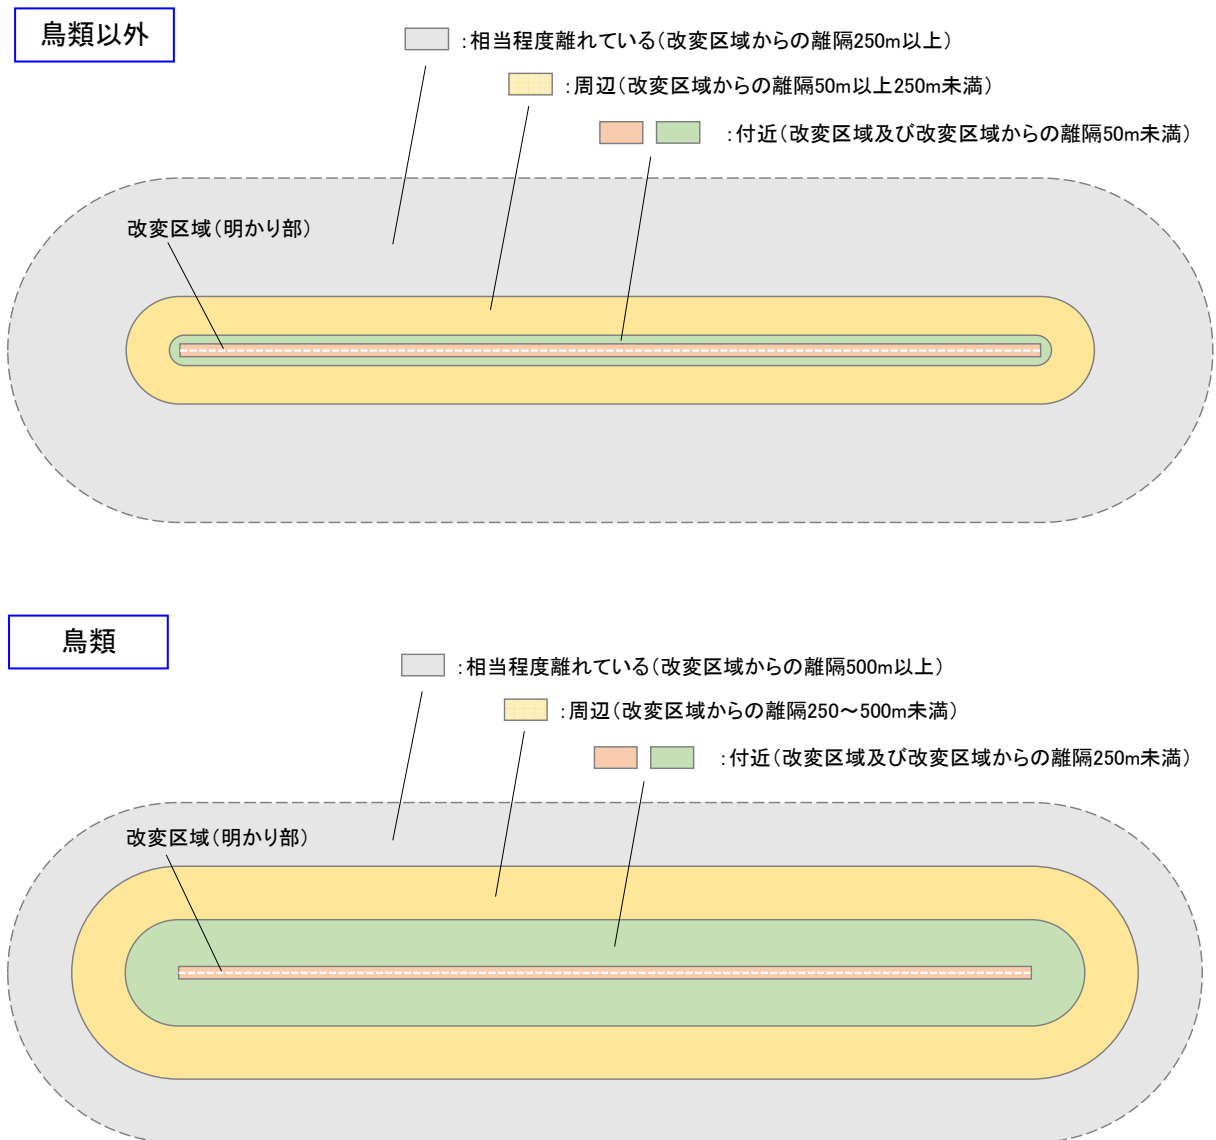 鳥類以外
：相当程度離れている（改変区域からの離隔250m以上）
：周辺（改変区域からの離隔50m以上250m未満）
：付近（改変区域及び改変区域からの離隔50m未満）
改変区域（明かり部）
鳥類
：相当程度離れている（改変区域からの離隔500m以上）
：周辺（改変区域からの離隔250～500m未満）
：付近（改変区域及び改変区域からの離隔250m未満）
改変区域（明かり部）